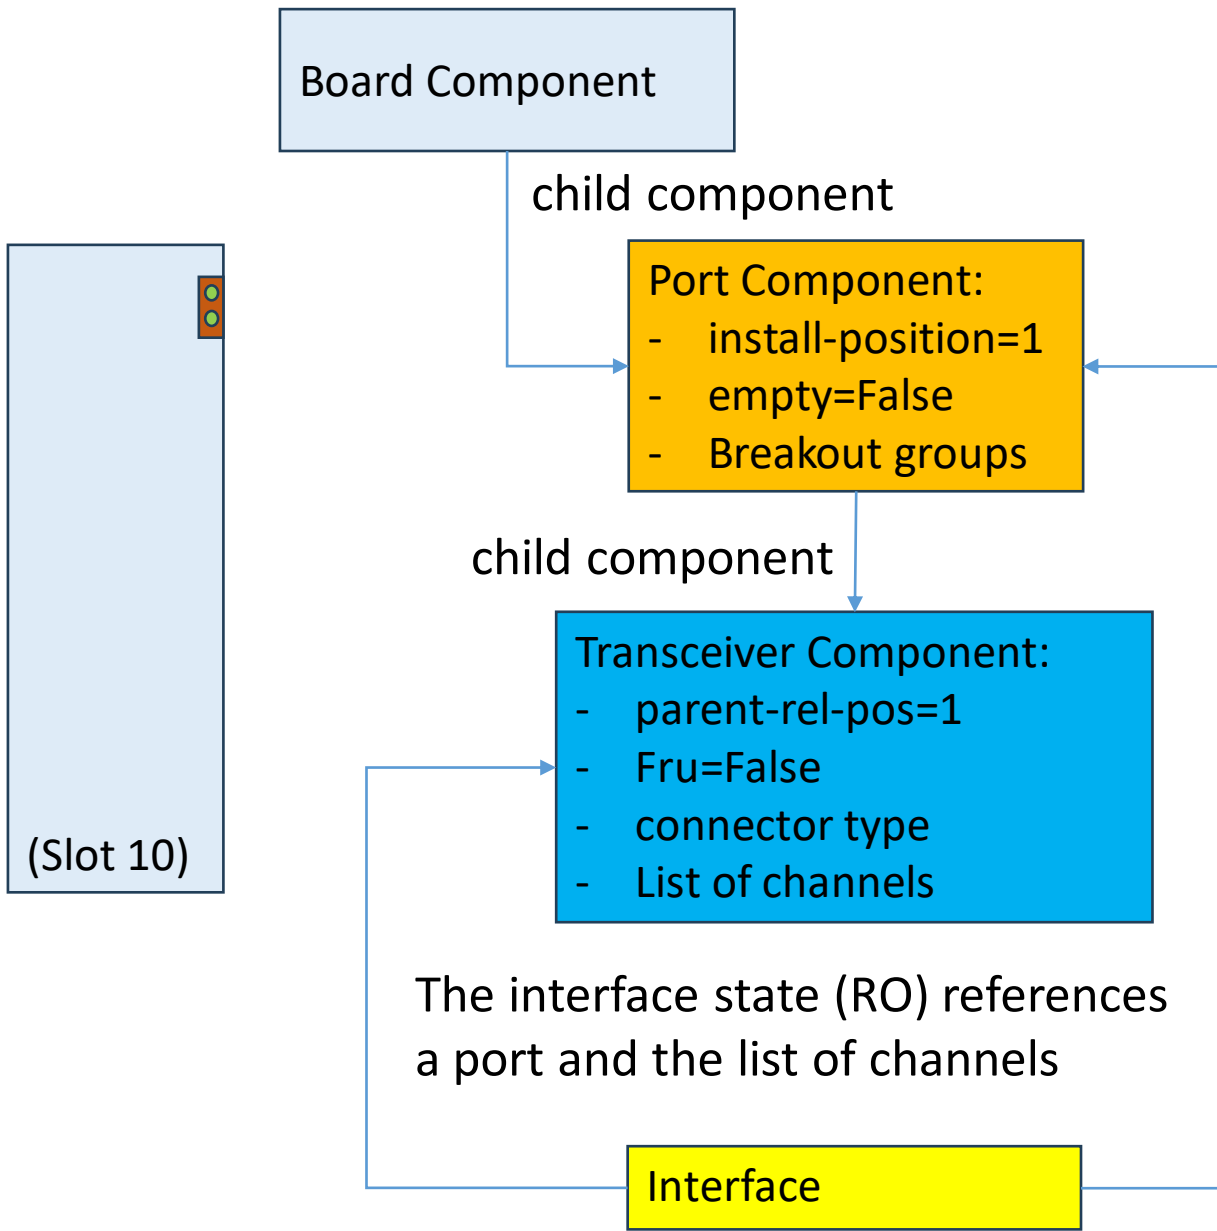 Board Component
child component
Port Component:
- install-position=1
- empty=False
- Breakout groups
child component
Transceiver Component:
- parent-rel-pos=1
- Fru=False
- connector type
- List of channels
(Slot 10)
The interface state (RO) references
a port and the list of channels
Interface